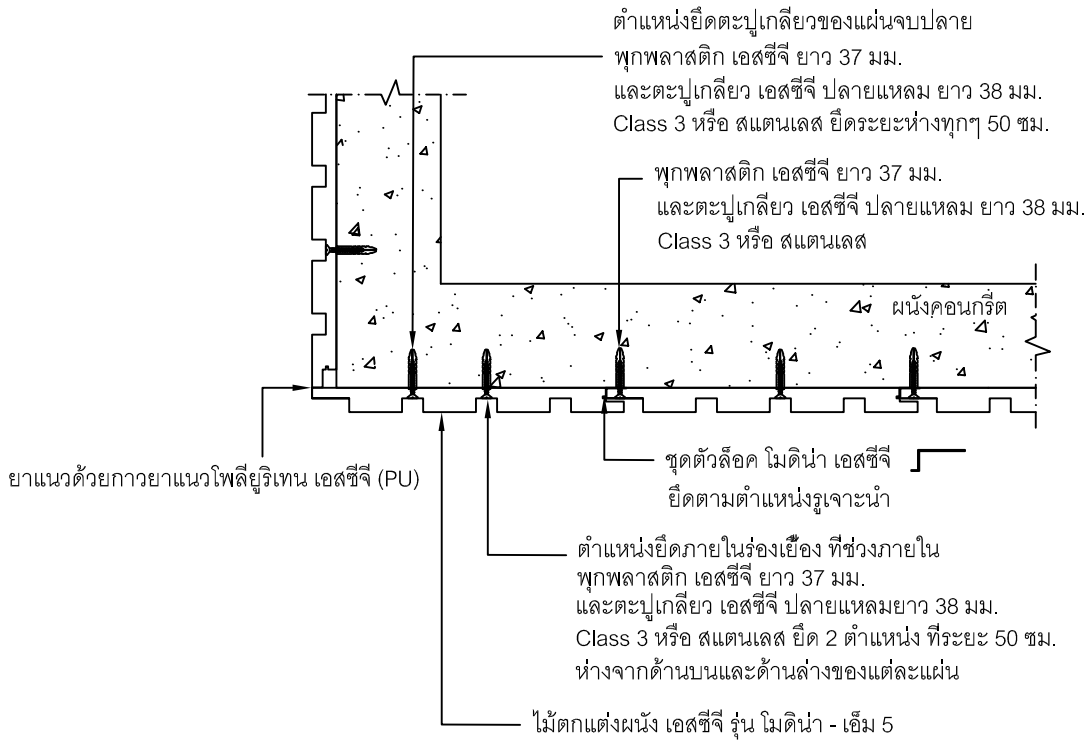 ตำแหน่งยึดตะปูเกลียวของแผ่นจบปลาย
พุกพลาสติก เอสซีจี ยาว 37 มม.
และตะปูเกลียว เอสซีจี ปลายแหลม ยาว 38 มม.
Class 3 หรือ สแตนเลส ยึดระยะห่างทุกๆ 50 ซม.
พุกพลาสติก เอสซีจี ยาว 37 มม.
และตะปูเกลียว เอสซีจี ปลายแหลม ยาว 38 มม.
Class 3 หรือ สแตนเลส
ผนังคอนกรีต
ชุดตัวล็อค โมดิน่า เอสซีจี
ยึดตามตำแหน่งรูเจาะนำ
ยาแนวด้วยกาวยาแนวโพลียูริเทน เอสซีจี (PU)
ตำแหน่งยึดภายในร่องเยื้อง ที่ช่วงภายใน
พุกพลาสติก เอสซีจี ยาว 37 มม.
และตะปูเกลียว เอสซีจี ปลายแหลมยาว 38 มม.
Class 3 หรือ สแตนเลส ยึด 2 ตำแหน่ง ที่ระยะ 50 ซม.
ห่างจากด้านบนและด้านล่างของแต่ละแผ่น
ไม้ตกแต่งผนัง เอสซีจี รุ่น โมดิน่า - เอ็ม 5